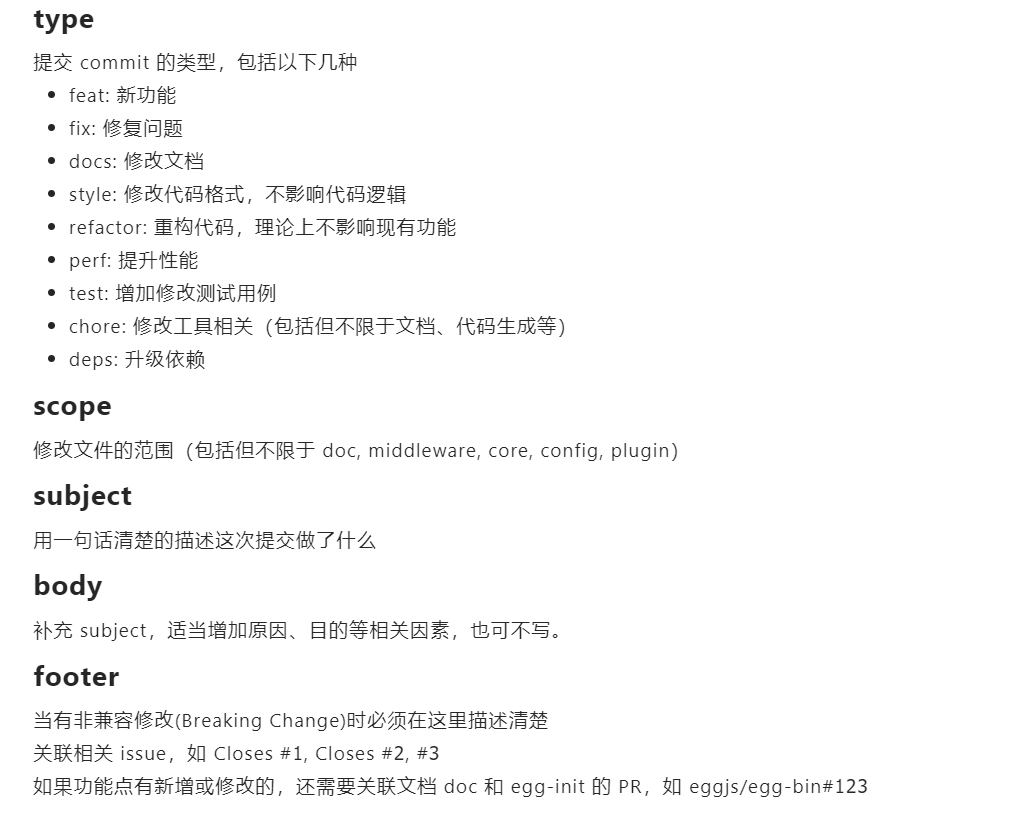 type
提交 commit 的类型，包括以下几种
• feat: 新功能
• fix: 修复问题
• docs: 修改文档
• style: 修改代码格式，不影响代码逻辑
• refactor: 重构代码，理论上不影响现有功能
• perf: 提升性能
• test: 增加修改测试用例
• chore: 修改工具相关（包括但不限于文档、代码生成等）
• deps: 升级依赖
scope
修改文件的范围（包括但不限于 doc, middleware, core, config, plugin）
subject
用一句话清楚的描述这次提交做了什么
body
补充 subject，适当增加原因、目的等相关因素，也可不写。
footer
当有非兼容修改(Breaking Change)时必须在这里描述清楚
关联相关 issue，如 Closes #1, Closes #2, #3
如果功能点有新增或修改的，还需要关联文档 doc 和 egg-init 的 PR，如 eggjs/egg-bin#123